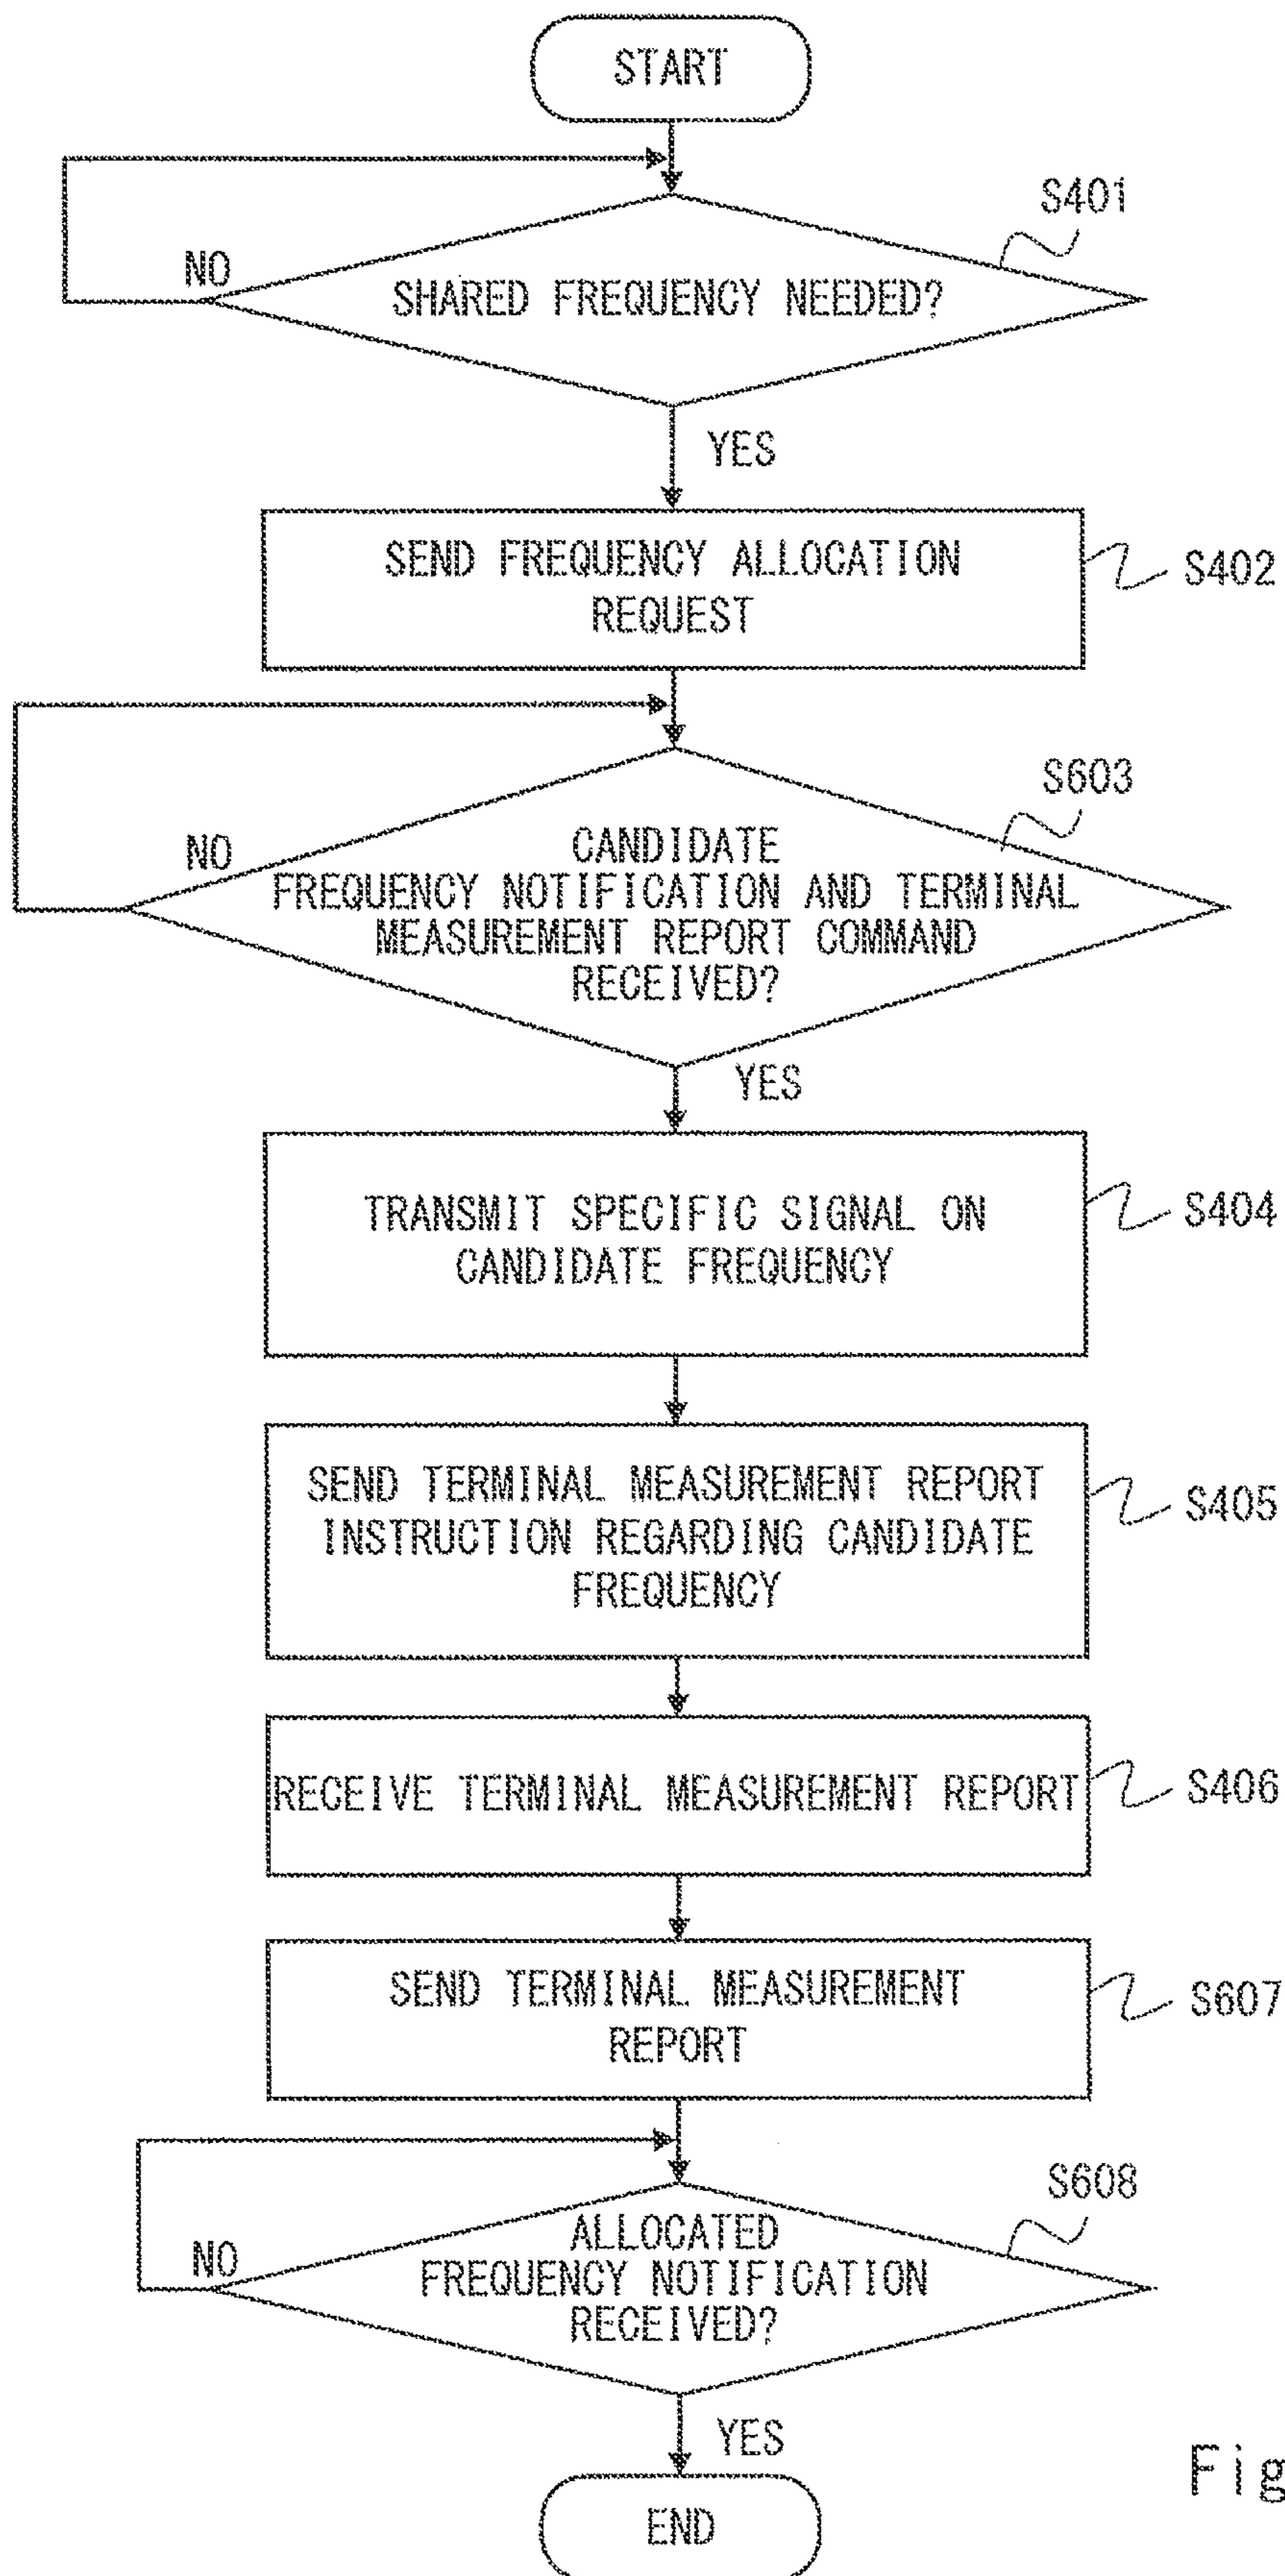 START
S401
NO
SHARED FREQUENCY NEEDED?
YES
SEND FREQUENCY ALLOCATION
REQUEST
S402
S603
NO
CANDIDATE
FREQUENCY NOTIFICATION AND TERMINAL
MEASUREMENT REPORT COMMAND
RECEIVED?
YES
TRANSMIT SPECIFIC SIGNAL ON
CANDIDATE FREQUENCY
S404
SEND TERMINAL MEASUREMENT REPORT
INSTRUCTION REGARDING CANDIDATE
FREQUENCY
S405
RECEIVE TERMINAL MEASUREMENT REPORT
S406
SEND TERMINAL MEASUREMENT
REPORT
S607
S608
NO
ALLOCATED
FREQUENCY NOTIFICATION
RECEIVED?
YES
Fig
END